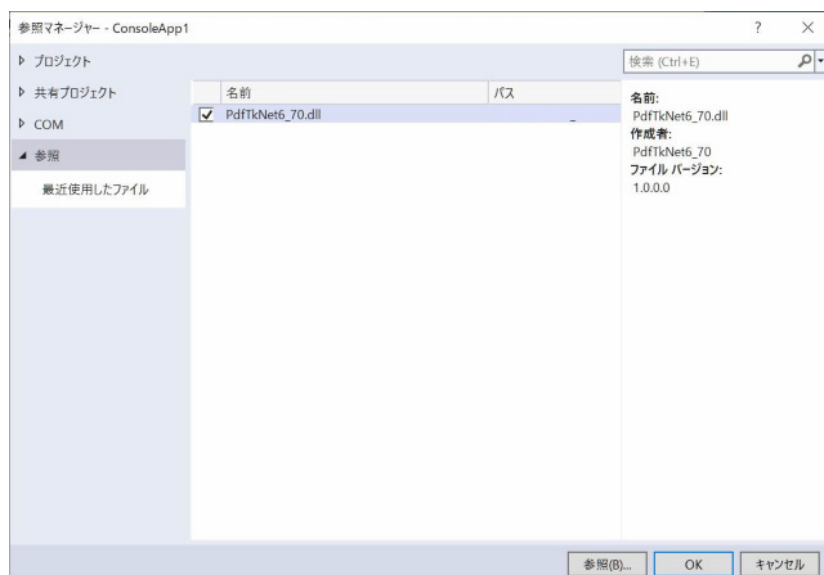 参照マネージャー - ConsoleApp1
? ×
プロジェクト
検索 (Ctrl+E)
共有プロジェクト
COM
参照
最近使用したファイル
名前 パス
PdfTkNet6_70.dll _
名前:
PdfTkNet6_70.dll
作成者:
PdfTkNet6_70
ファイル バージョン:
1.0.0.0
参照(B)... OK キャンセル